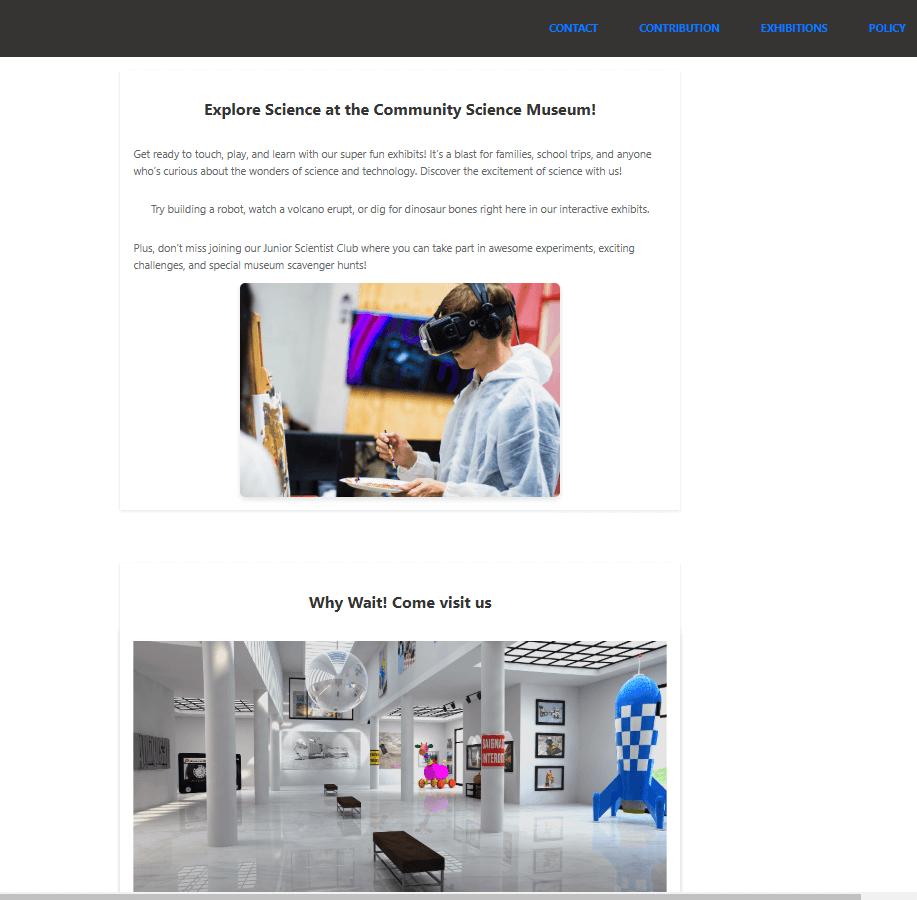 CONTACT CONTRIBUTION EXHIBITIONS POLICY
Explore Science at the Community Science Museum!
Get ready to touch, play, and learn with our super fun exhibits! It's a blast for families, school trips, and anyone
who's curious about the wonders of science and technology. Discover the excitement of science with us!
Try building a robot, watch a volcano erupt, or dig for dinosaur bones right here in our interactive exhibits.
Plus, don't miss joining our Junior Scientist Club where you can take part in awesome experiments, exciting
challenges, and special museum scavenger hunts!
Why Wait! Come visit us